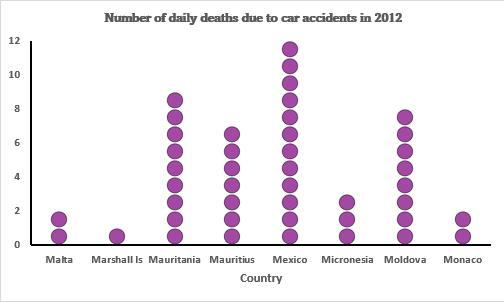 Number of daily deaths due to car accidents in 2012
12
10
8
6
4
2
0
Malta Marshall Is Mauritania Mauritius Mexico Micronesia Moldova Monaco
Country